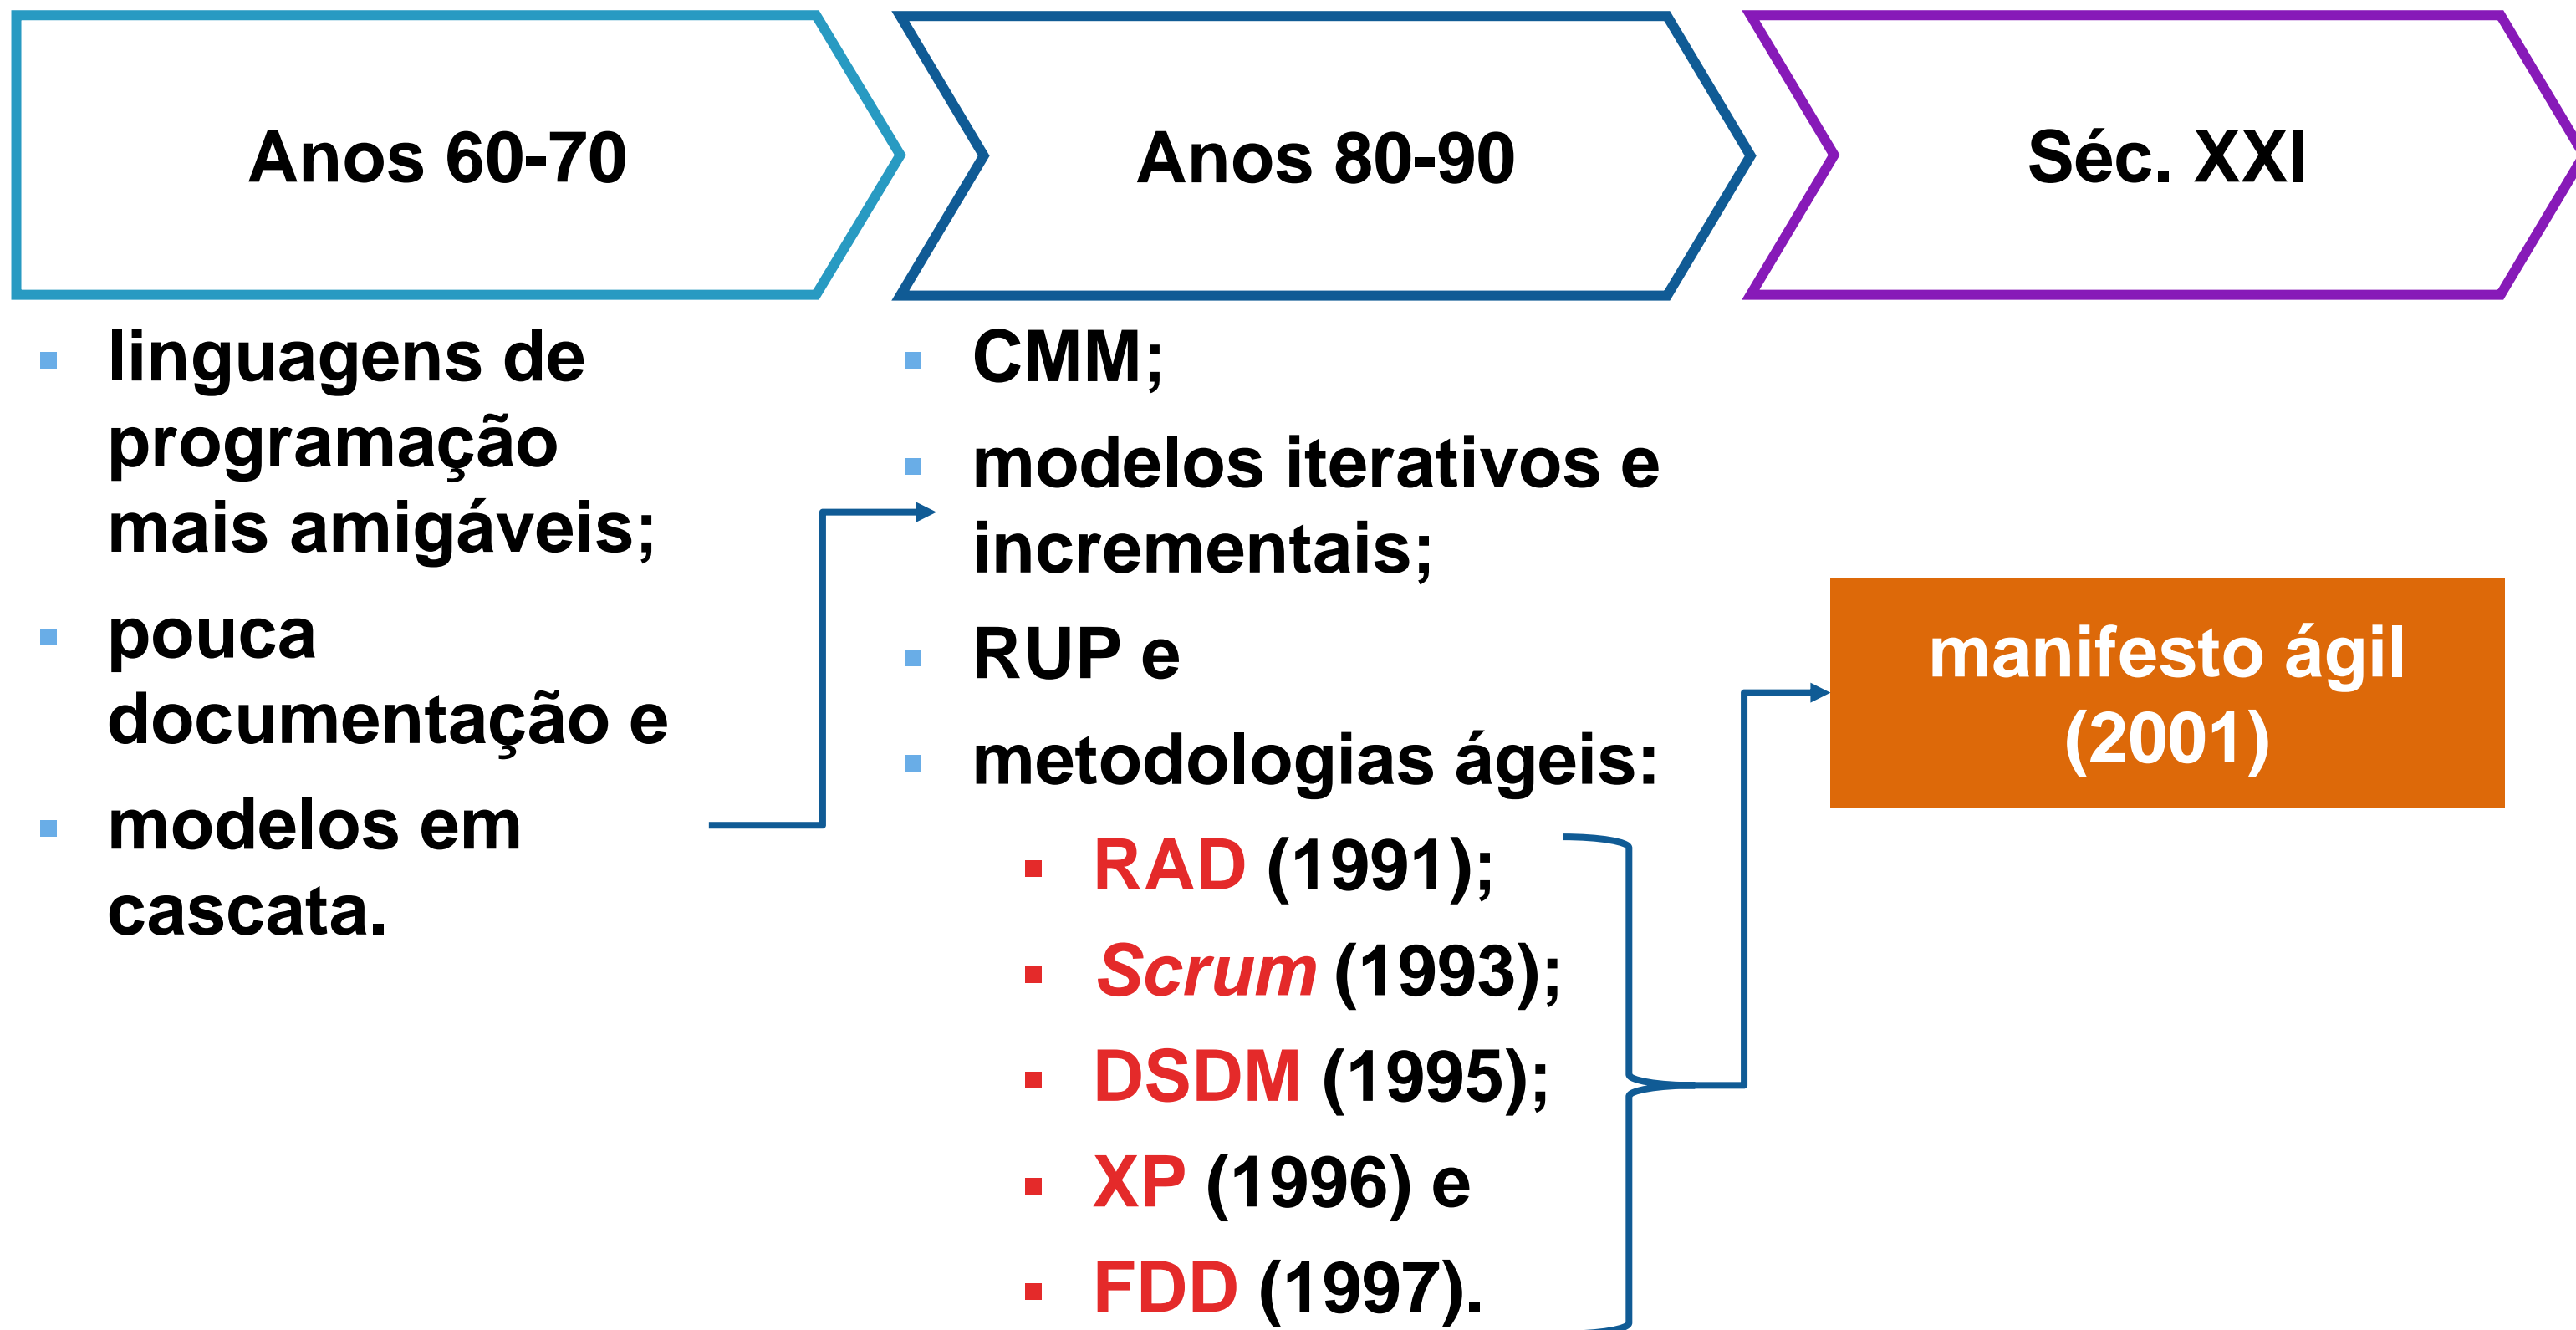 Anos 60-70
Anos 80-90
Séc. XXI
linguagens de
programação
mais amigáveis;
pouca
documentação e
modelos em
cascata.
CMM;
modelos iterativos e
incrementais;
RUP e
metodologias ágeis:
RAD (1991);
Scrum (1993);
DSDM (1995);
XP (1996) e
FDD (1997).
manifesto ágil
(2001)